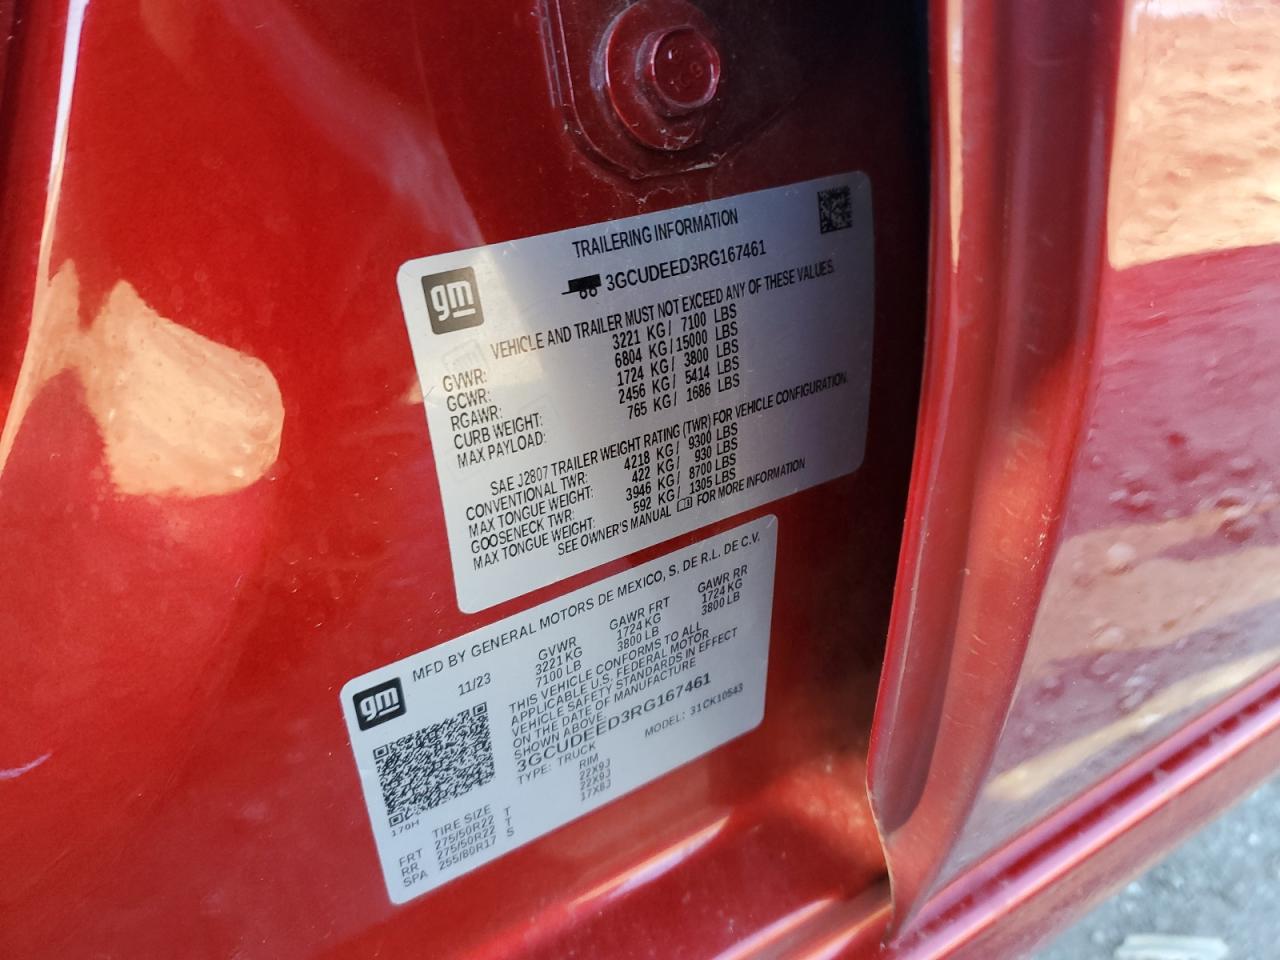 TRAILERING INFORMATION
gm
3GCUDEED3RG167461
VEHICLE AND TRAILER MUST NOT EXCEED ANY OF THESE VALUES.
GVWR: 3221 KG / 7100 LBS
GCWR: 6804 KG / 15000 LBS
RGAWR: 1724 KG / 3800 LBS
CURB WEIGHT: 2456 KG / 5414 LBS
MAX PAYLOAD: 765 KG / 1686 LBS
SAE J2807 TRAILER WEIGHT RATING (TWR) FOR VEHICLE CONFIGURATION.
CONVENTIONAL TWR: 4218 KG / 9300 LBS
MAX TONGUE WEIGHT: 422 KG / 930 LBS
GOOSENECK TWR: 3946 KG / 8700 LBS
MAX TONGUE WEIGHT: 592 KG / 1305 LBS
SEE OWNER'S MANUAL FOR MORE INFORMATION
gm
MFD BY GENERAL MOTORS DE MEXICO, S. DE R.L. DE C.V.
11/23 GVWR GAWR FRT GAWR RR
3221 KG 1724 KG 1724 KG
7100 LB 3800 LB 3800 LB
THIS VEHICLE CONFORMS TO ALL
APPLICABLE U.S. FEDERAL MOTOR
VEHICLE SAFETY STANDARDS IN EFFECT
ON THE DATE OF MANUFACTURE
SHOWN ABOVE.
3GCUDEED3RG167461
TYPE: TRUCK MODEL: 31CK10543
170H
TIRE SIZE RIM
FRT 275/50R22 T 22X9J
RR 275/50R22 T 22X9J
SPA 255/80R17 S 17X8J